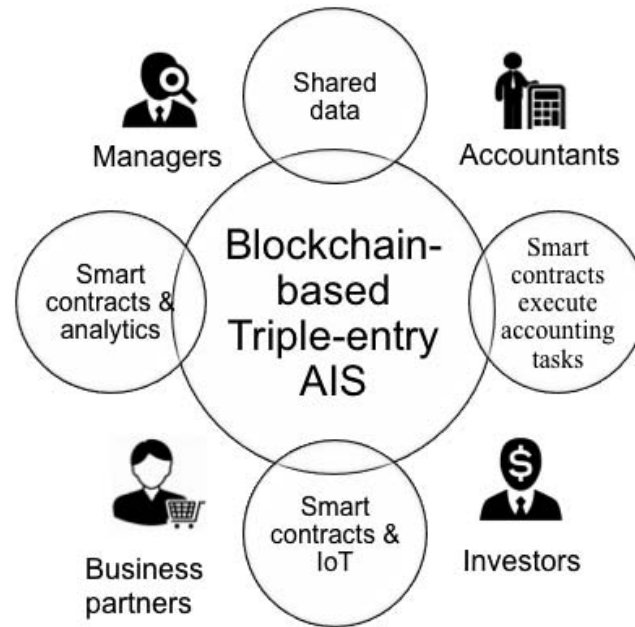 Shared
data
Managers
Accountants
Blockchain-
based
Triple-entry
AIS
Smart
contracts &
analytics
Smart
contracts
execute
accounting
tasks
Smart
contracts &
IoT
Business
partners
Investors
$